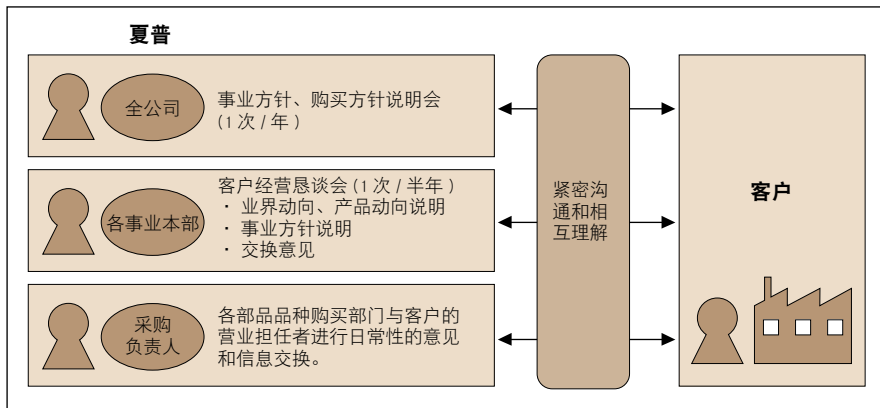 夏普
全公司
事业方针、购买方针说明会
(1 次 / 年 )
各事业本部
客户经营恳谈会 (1 次 / 半年 )
· 业界动向、产品动向说明
· 事业方针说明
· 交换意见
采购
负责人
各部品品种购买部门与客户的
营业担任者进行日常性的意见
和信息交换。
紧密沟
通和相
互理解
客户